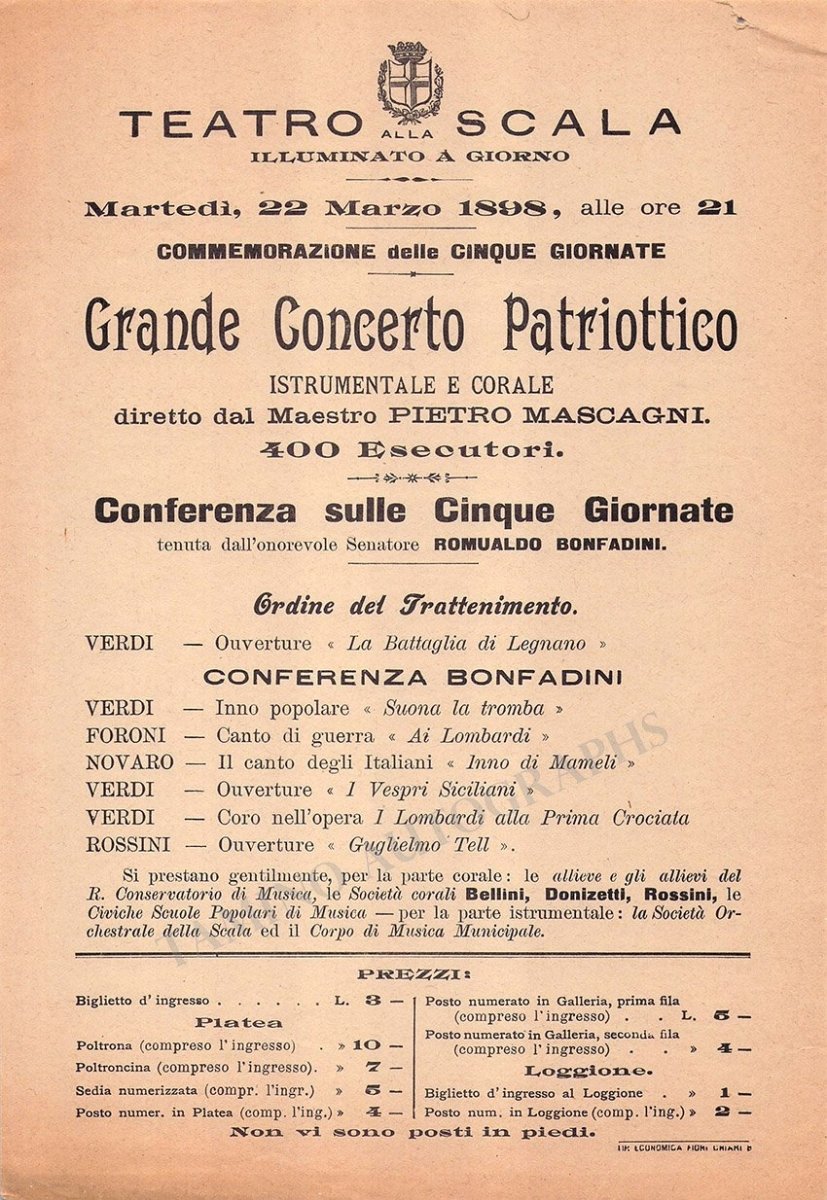 TEATRO ALLA SCALA
ILLUMINATO À GIORNO
Martedì, 22 Marzo 1898, alle ore 21
COMMEMORAZIONE delle CINQUE GIORNATE
Grande Concerto Patriottico
ISTRUMENTALE E CORALE
diretto dal Maestro PIETRO MASCAGNI.
400 Esecutori.
Conferenza sulle Cinque Giornate
tenuta dall'onorevole Senatore ROMUALDO BONFADINI.
Ordine del Trattenimento.
VERDI — Ouverture « La Battaglia di Legnano »
CONFERENZA BONFADINI
VERDI — Inno popolare « Suona la tromba »
FORONI — Canto di guerra « Ai Lombardi »
NOVARO — Il canto degli Italiani « Inno di Mameli »
VERDI — Ouverture « I Vespri Siciliani »
VERDI — Coro nell'opera I Lombardi alla Prima Crociata
ROSSINI — Ouverture « Guglielmo Tell ».
Si prestano gentilmente, per la parte corale: le allieve e gli allievi del
R. Conservatorio di Musica, le Società corali Bellini, Donizetti, Rossini, le
Civiche Scuole Popolari di Musica — per la parte istrumentale: la Società Or-
chestrale della Scala ed il Corpo di Musica Municipale.
TAMINO AUTOGRAPHS
PREZZI:
Biglietto d'ingresso . . . . . . L. 3 —
Platea
Poltrona (compreso l'ingresso) . » 10 —
Poltroncina (compreso l'ingresso). » 7 —
Sedia numerizzata (compr. l'ingr.) » 5 —
Posto numer. in Platea (comp. l'ing.) » 4 —
Posto numerato in Galleria, prima fila
(compreso l'ingresso) . . L. 5 —
Posto numerato in Galleria, seconda fila
(compreso l'ingresso) . . » 4 —
Loggione.
Biglietto d'ingresso al Loggione . » 1 —
Posto num. in Loggione (comp. l'ing.) » 2 —
Non vi sono posti in piedi.
TIP. ECONOMICA FIORI CHIARI